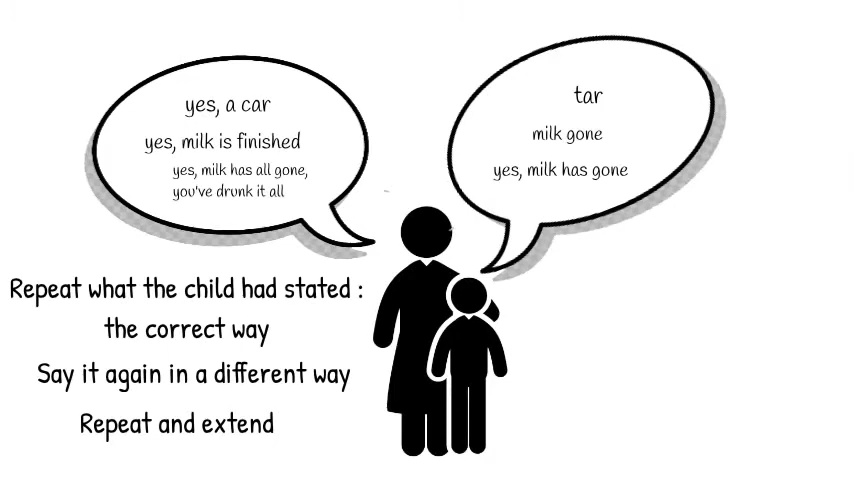 yes, a car
yes, milk is finished
yes, milk has all gone,
you've drunk it all
tar
milk gone
yes, milk has gone
Repeat what the child had stated :
the correct way
Say it again in a different way
Repeat and extend